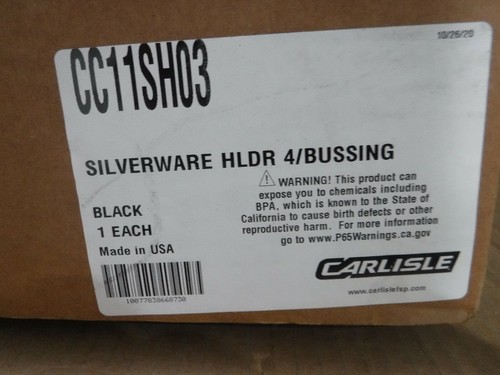 10/26/20
CC11SH03
SILVERWARE HLDR 4/BUSSING
BLACK
1 EACH
Made in USA
WARNING! This product can
expose you to chemicals including
BPA, which is known to the State of
California to cause birth defects or other
reproductive harm. For more information
go to www.P65Warnings.ca.gov
10077838668730
CARLISLE
www.carlislefsp.com